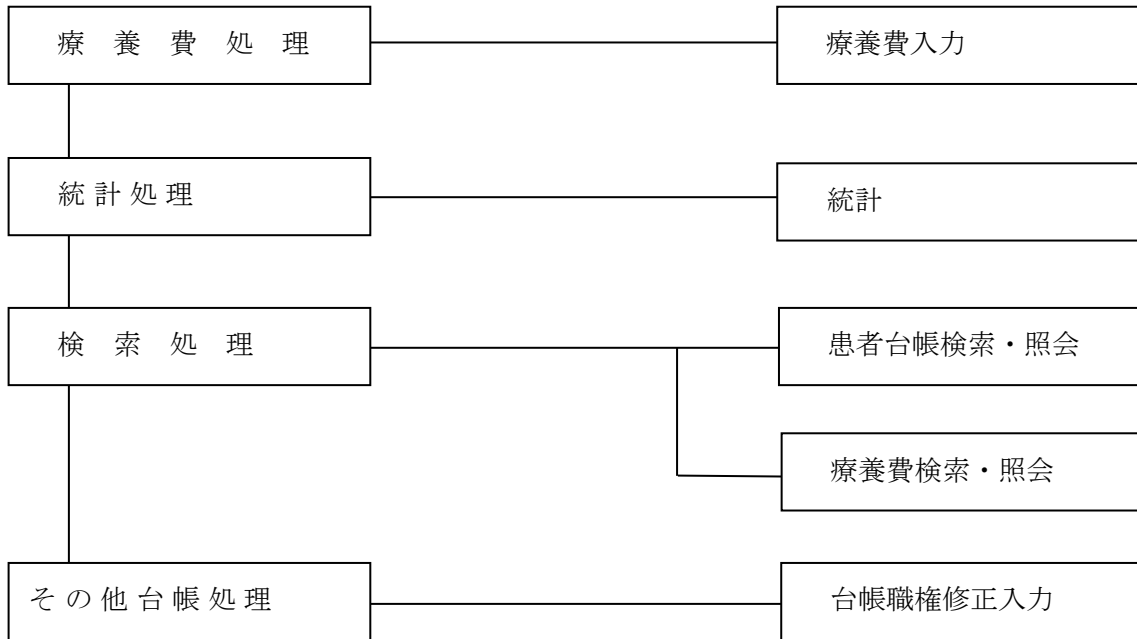 療 養 費 処 理
療養費入力
統 計 処 理
統計
検 索 処 理
患者台帳検索・照会
療養費検索・照会
そ の 他 台 帳 処 理
台帳職権修正入力